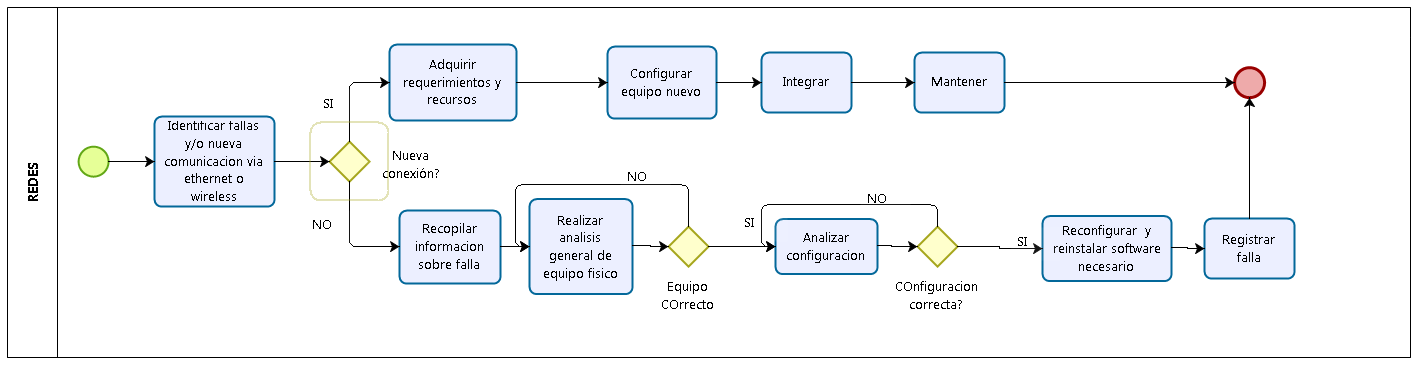 REDES
Identificar fallas
y/o nueva
comunicacion via
ethernet o
wireless
Nueva
conexión?
SI
Adquirir
requerimientos y
recursos
Configurar
equipo nuevo
Integrar
Mantener
NO
Recopilar
informacion
sobre falla
Realizar
analisis
general de
equipo fisico
NO
Equipo
COrrecto
SI
Analizar
configuracion
NO
COnfiguracion
correcta?
SI
Reconfigurar y
reinstalar software
necesario
Registrar
falla